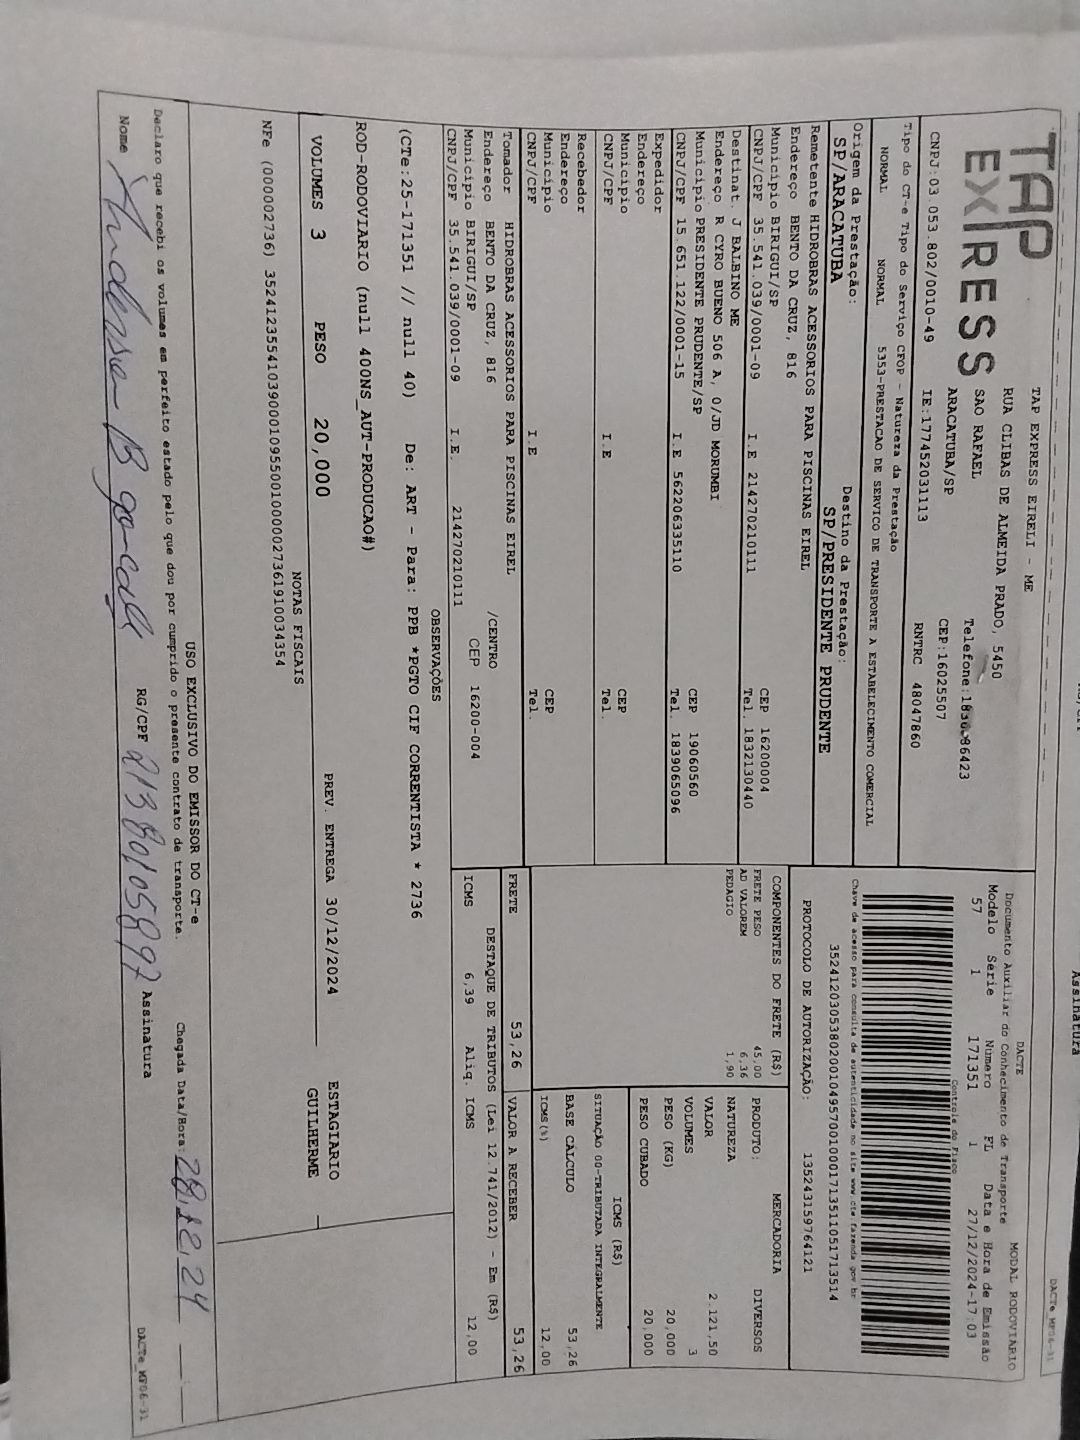 DACTe_MP06-31
TAP
EXPRESS
TAP EXPRESS EIRELI - ME
RUA CLIBAS DE ALMEIDA PRADO, 5450
SAO RAFAEL
ARACATUBA/SP
CEP:16025507
CNPJ:03.053.802/0010-49 IE:177452031113 RNTRC 48047860
Tipo do CT-e Tipo do Serviço CFOP - Natureza da Prestação
NORMAL NORMAL 5353-PRESTACAO DE SERVICO DE TRANSPORTE A ESTABELECIMENTO COMERCIAL
Origem da Prestação: Destino da Prestação:
SP/ARACATUBA SP/PRESIDENTE PRUDENTE
Remetente HIDROBRAS ACESSORIOS PARA PISCINAS EIREL
Endereço BENTO DA CRUZ, 816
Município BIRIGUI/SP CEP 16200004
CNPJ/CPF 35.541.039/0001-09 I.E 214270210111 Tel. 1832130440
Destinat. J BALBINO ME
Endereço R CYRO BUENO 506 A, 0/JD MORUMBI
Município PRESIDENTE PRUDENTE/SP CEP 19060560
CNPJ/CPF 15.651.122/0001-15 I.E 562206335110 Tel. 1839065096
Expedidor
Endereço
Município CEP
CNPJ/CPF I.E Tel.
Recebedor
Endereço
Município CEP
CNPJ/CPF I.E Tel.
Tomador HIDROBRAS ACESSORIOS PARA PISCINAS EIREL
Endereço BENTO DA CRUZ, 816 /CENTRO
Município BIRIGUI/SP CEP 16200-004
CNPJ/CPF 35.541.039/0001-09 I.E. 214270210111
DACTE MODAL RODOVIÁRIO
Documento Auxiliar do Conhecimento de Transporte
Modelo Série Número FL Data e Hora de Emissão
57 1 171351 1 27/12/2024-17:03
Controle do Fisco
Chave de acesso para consulta de autenticidade no site www.cte.fazenda.gov.br
35241203053802001049570010001713511051713514
PROTOCOLO DE AUTORIZAÇÃO: 135243159764121
COMPONENTES DO FRETE (R$)
FRETE PESO 45,00
AD VALOREM 6,36
PEDAGIO 1,90
MERCADORIA
PRODUTO: DIVERSOS
NATUREZA
VALOR 2.121,50
VOLUMES 3
PESO (KG) 20,000
PESO CUBADO 20,000
ICMS (R$)
SITUAÇÃO 00-TRIBUTADA INTEGRALMENTE
BASE CÁLCULO 53,26
ICMS(%) 12,00
FRETE 53,26 VALOR A RECEBER 53,26
DESTAQUE DE TRIBUTOS (Lei 12.741/2012) - Em (R$)
ICMS 6,39 Aliq. ICMS 12,00
OBSERVAÇÕES
(CTe:25-171351 // null 40) De: ART - Para: PPB *PGTO CIF CORRENTISTA * 2736
ROD-RODOVIARIO (null 400NS_AUT-PRODUCAO#)
VOLUMES 3 PESO 20,000 PREV. ENTREGA 30/12/2024
ESTAGIARIO
GUILHERME
NOTAS FISCAIS
NFe (000002736) 35241235541039000109550010000027361910034354
USO EXCLUSIVO DO EMISSOR DO CT-e
Declaro que recebi os volumes em perfeito estado pelo que dou por cumprido o presente contrato de transporte. Chegada Data/Hora: 28.12.24
Nome RG/CPF 21380105897 Assinatura
DACTe_MP06-31
Assinatura